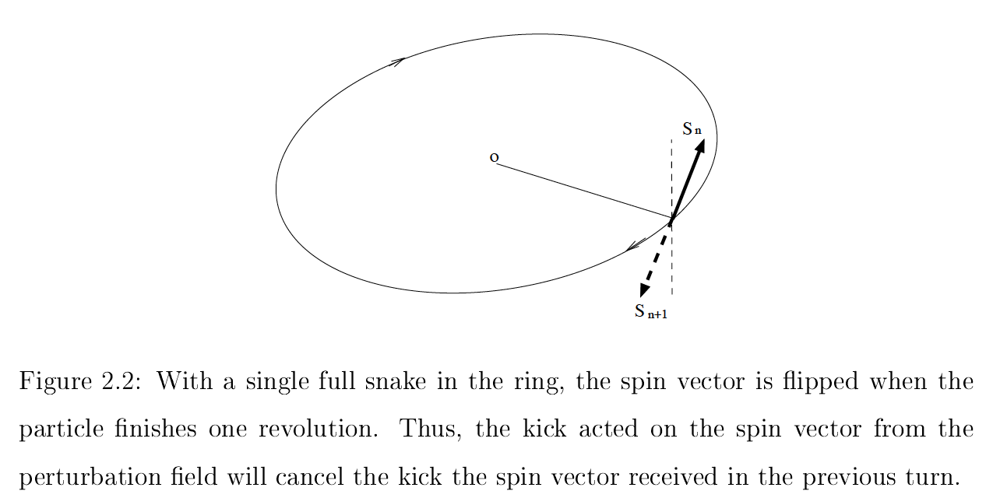 Sn
o
Sn+1
Figure 2.2: With a single full snake in the ring, the spin vector is flipped when the
particle finishes one revolution. Thus, the kick acted on the spin vector from the
perturbation field will cancel the kick the spin vector received in the previous turn.